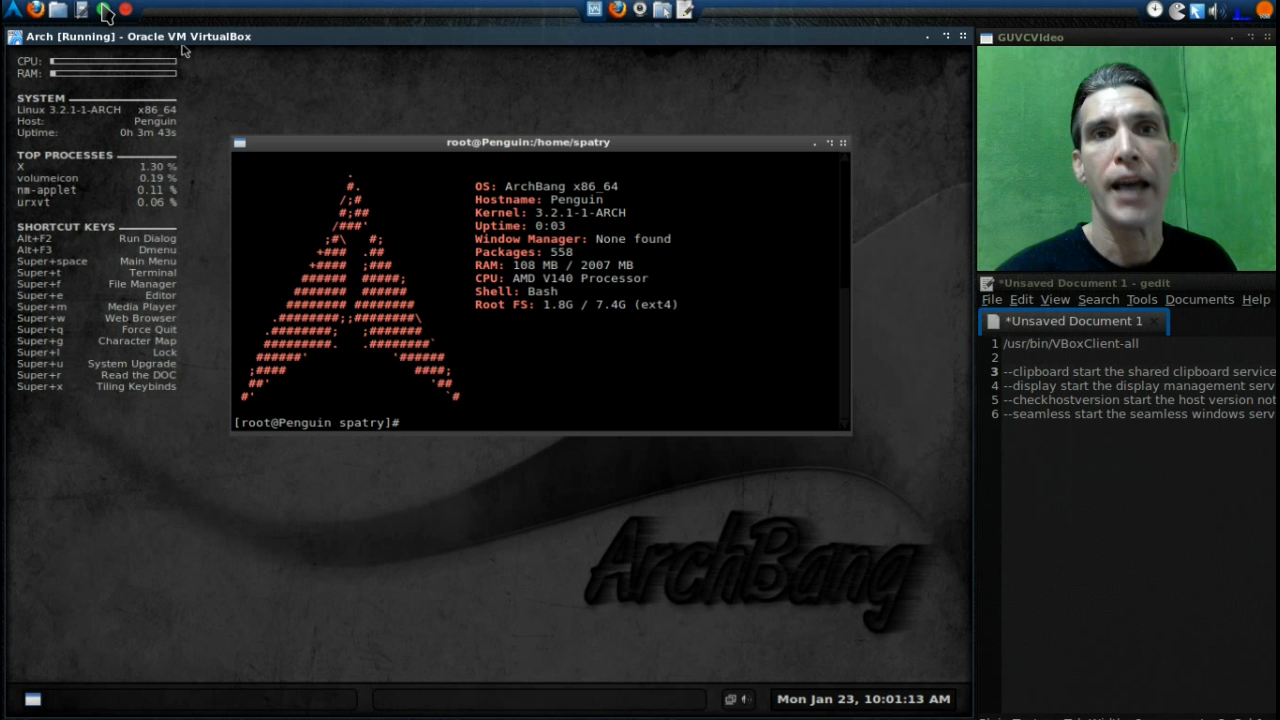 Arch [Running] - Oracle VM VirtualBox
CPU:
RAM:
SYSTEM
Linux 3.2.1-1-ARCH x86_64
Host: Penguin
Uptime: 0h 3m 43s
TOP PROCESSES
X 1.30 %
volumeicon 0.19 %
nm-applet 0.11 %
urxvt 0.06 %
SHORTCUT KEYS
Alt+F2 Run Dialog
Alt+F3 Dmenu
Super+space Main Menu
Super+t Terminal
Super+f File Manager
Super+e Editor
Super+m Media Player
Super+w Web Browser
Super+q Force Quit
Super+g Character Map
Super+l Lock
Super+u System Upgrade
Super+r Read the DOC
Super+x Tiling Keybinds
root@Penguin:/home/spatry
OS: ArchBang x86_64
Hostname: Penguin
Kernel: 3.2.1-1-ARCH
Uptime: 0:03
Window Manager: None found
Packages: 558
RAM: 108 MB / 2007 MB
CPU: AMD V140 Processor
Shell: Bash
Root FS: 1.8G / 7.4G (ext4)
[root@Penguin spatry]#
ArchBang
Mon Jan 23, 10:01:13 AM
GUVCVideo
*Unsaved Document 1 - gedit
File Edit View Search Tools Documents Help
*Unsaved Document 1
1 /usr/bin/VBoxClient-all
2
3 --clipboard start the shared clipboard service
4 --display start the display management serv
5 --checkhostversion start the host version not
6 --seamless start the seamless windows serv